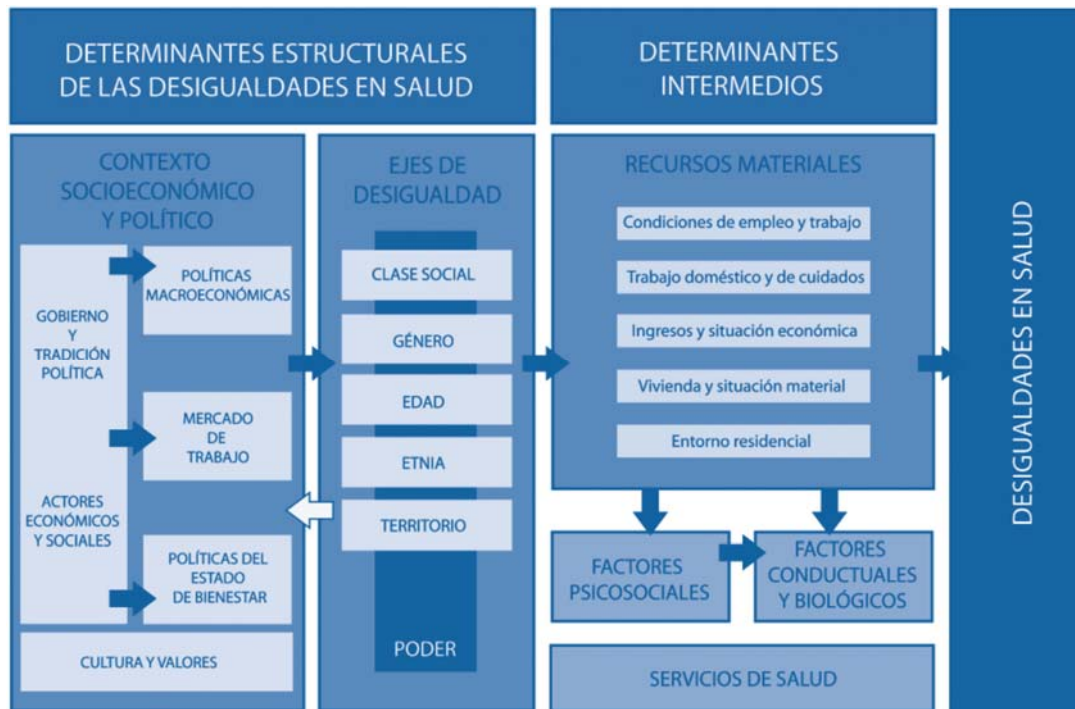 DETERMINANTES ESTRUCTURALES
DE LAS DESIGUALDADES EN SALUD
DETERMINANTES
INTERMEDIOS
CONTEXTO
SOCIOECONÓMICO
Y POLÍTICO
GOBIERNO
Y
TRADICIÓN
POLÍTICA
ACTORES
ECONÓMICOS
Y SOCIALES
POLÍTICAS
MACROECONÓMICAS
MERCADO
DE
TRABAJO
POLÍTICAS DEL
ESTADO
DE BIENESTAR
CULTURA Y VALORES
EJES DE
DESIGUALDAD
CLASE SOCIAL
GÉNERO
EDAD
ETNIA
TERRITORIO
PODER
RECURSOS MATERIALES
Condiciones de empleo y trabajo
Trabajo doméstico y de cuidados
Ingresos y situación económica
Vivienda y situación material
Entorno residencial
FACTORES
PSICOSOCIALES
FACTORES
CONDUCTUALES
Y BIOLÓGICOS
SERVICIOS DE SALUD
DESIGUALDADES EN SALUD